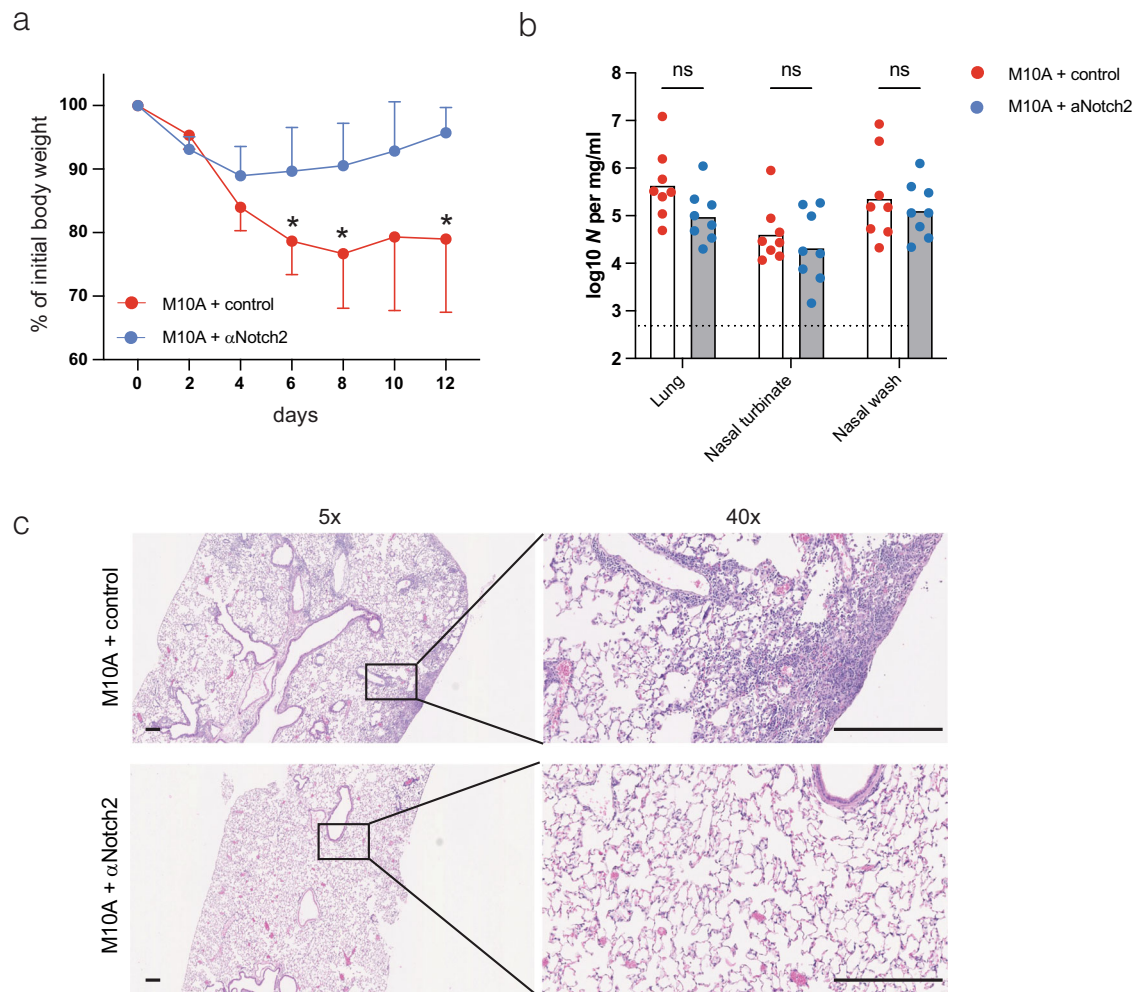 a
% of initial body weight
100
90
80
70
60
* * *
M10A + control
M10A + αNotch2
0 2 4 6 8 10 12
days
b
log10 N per mg/ml
8
7
6
5
4
3
2
ns ns ns
Lung
Nasal turbinate
Nasal wash
M10A + control
M10A + aNotch2
c
5x 40x
M10A + control
M10A + αNotch2